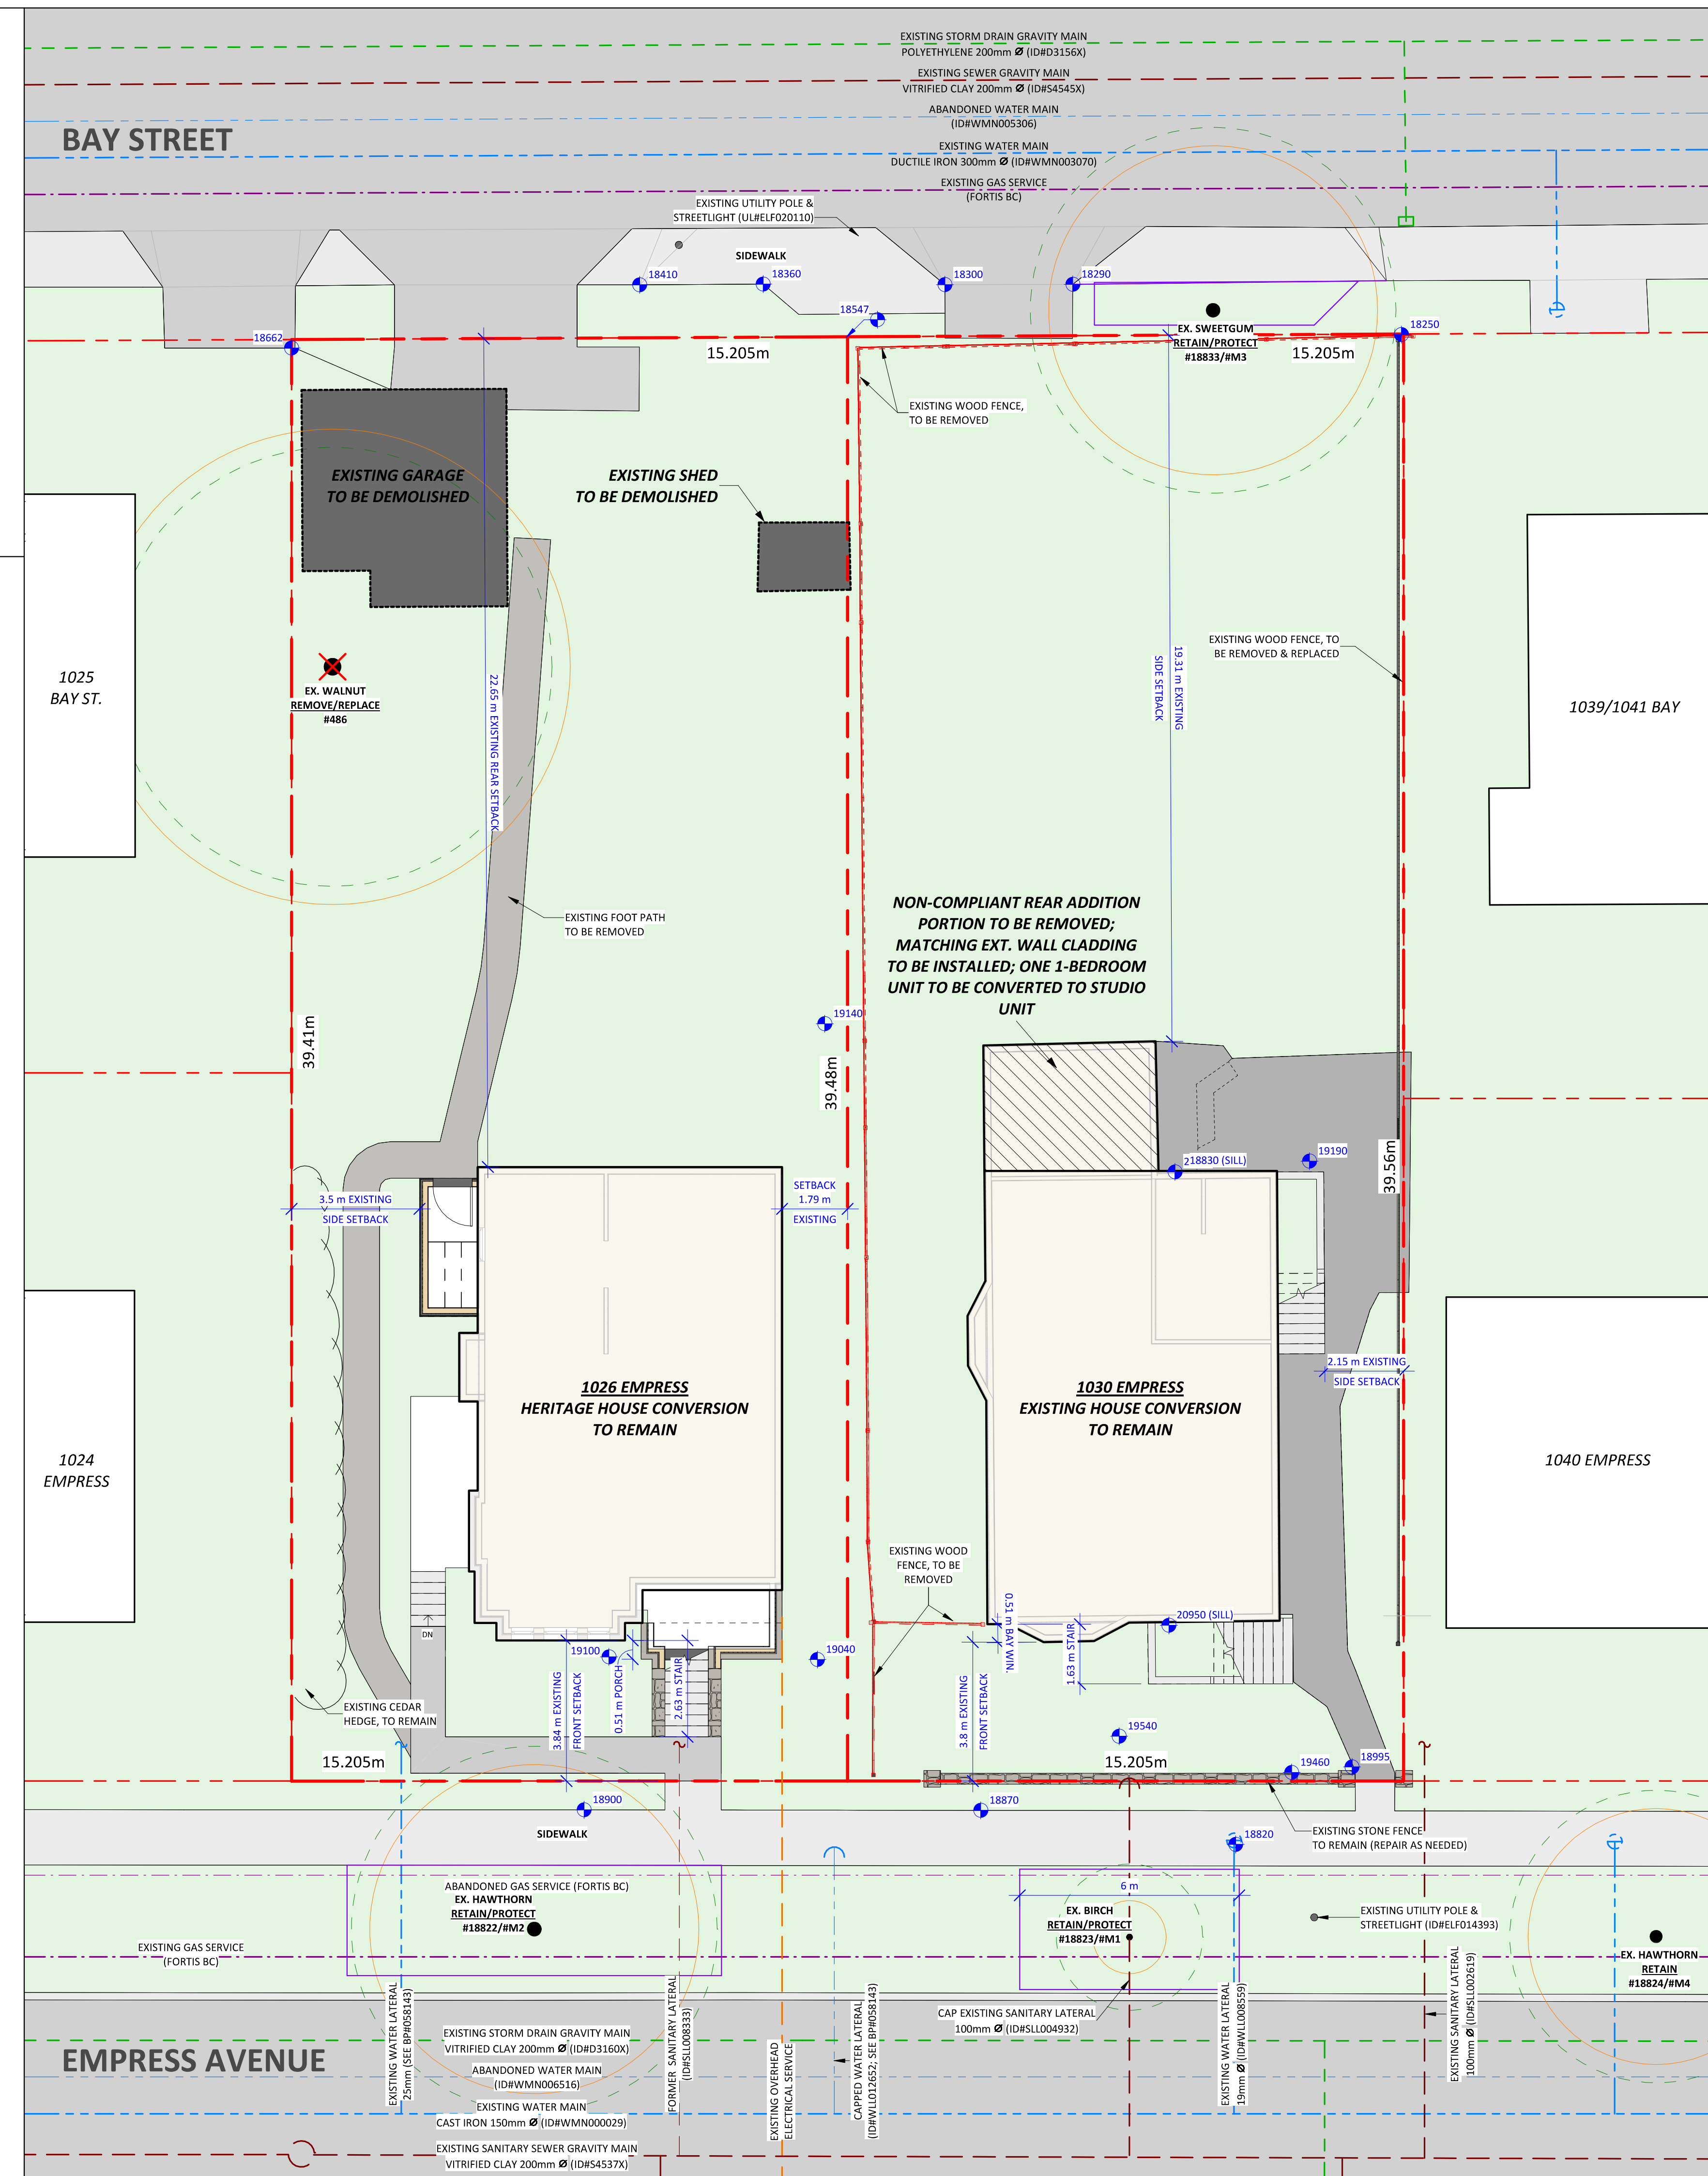 EXISTING STORM DRAIN GRAVITY MAIN
POLYETHYLENE 200mm Ø (ID#D3156X)
EXISTING SEWER GRAVITY MAIN
VITRIFIED CLAY 200mm Ø (ID#S4545X)
ABANDONED WATER MAIN
(ID#WMN005306)
BAY STREET
EXISTING WATER MAIN
DUCTILE IRON 300mm Ø (ID#WMN003070)
EXISTING GAS SERVICE
(FORTIS BC)
EXISTING UTILITY POLE &
STREETLIGHT (UL#ELF020110)
SIDEWALK
18410
18360
18300
18290
18547
18662
18250
EX. SWEETGUM
RETAIN/PROTECT
#18833/#M3
15.205m
15.205m
EXISTING WOOD FENCE,
TO BE REMOVED
EXISTING GARAGE
TO BE DEMOLISHED
EXISTING SHED
TO BE DEMOLISHED
EXISTING WOOD FENCE, TO
BE REMOVED & REPLACED
1025
BAY ST.
EX. WALNUT
REMOVE/REPLACE
#486
22.65 m EXISTING REAR SETBACK
19.31 m EXISTING
SIDE SETBACK
1039/1041 BAY
EXISTING FOOT PATH
TO BE REMOVED
NON-COMPLIANT REAR ADDITION
PORTION TO BE REMOVED;
MATCHING EXT. WALL CLADDING
TO BE INSTALLED; ONE 1-BEDROOM
UNIT TO BE CONVERTED TO STUDIO
UNIT
19140
39.41m
39.48m
39.56m
218830 (SILL)
19190
3.5 m EXISTING
SIDE SETBACK
SETBACK
1.79 m
EXISTING
2.15 m EXISTING
SIDE SETBACK
1026 EMPRESS
HERITAGE HOUSE CONVERSION
TO REMAIN
1030 EMPRESS
EXISTING HOUSE CONVERSION
TO REMAIN
1024
EMPRESS
1040 EMPRESS
EXISTING WOOD
FENCE, TO BE
REMOVED
DN
19100
19040
20950 (SILL)
0.51 m BAY WIN.
1.63 m STAIR
3.84 m EXISTING
FRONT SETBACK
0.51 m PORCH
2.63 m STAIR
3.8 m EXISTING
FRONT SETBACK
EXISTING CEDAR
HEDGE, TO REMAIN
19540
15.205m
15.205m
19460
18995
18900
18870
SIDEWALK
18820
EXISTING STONE FENCE
TO REMAIN (REPAIR AS NEEDED)
ABANDONED GAS SERVICE (FORTIS BC)
EX. HAWTHORN
RETAIN/PROTECT
#18822/#M2
6 m
EX. BIRCH
RETAIN/PROTECT
#18823/#M1
EXISTING UTILITY POLE &
STREETLIGHT (ID#ELF014393)
EXISTING GAS SERVICE
(FORTIS BC)
EX. HAWTHORN
RETAIN
#18824/#M4
EXISTING WATER LATERAL
25mm (SEE BP#058143)
FORMER SANITARY LATERAL
(ID#SLL008333)
EXISTING OVERHEAD
ELECTRICAL SERVICE
CAPPED WATER LATERAL
(ID#WLL012652; SEE BP#058143)
CAP EXISTING SANITARY LATERAL
100mm Ø (ID#SLL004932)
EXISTING WATER LATERAL
19mm Ø (ID#WLL008559)
EXISTING SANITARY LATERAL
100mm Ø (ID#SLL002619)
EMPRESS AVENUE
EXISTING STORM DRAIN GRAVITY MAIN
VITRIFIED CLAY 200mm Ø (ID#D3160X)
ABANDONED WATER MAIN
(ID#WMN006516)
EXISTING WATER MAIN
CAST IRON 150mm Ø (ID#WMN000029)
EXISTING SANITARY SEWER GRAVITY MAIN
VITRIFIED CLAY 200mm Ø (ID#S4537X)